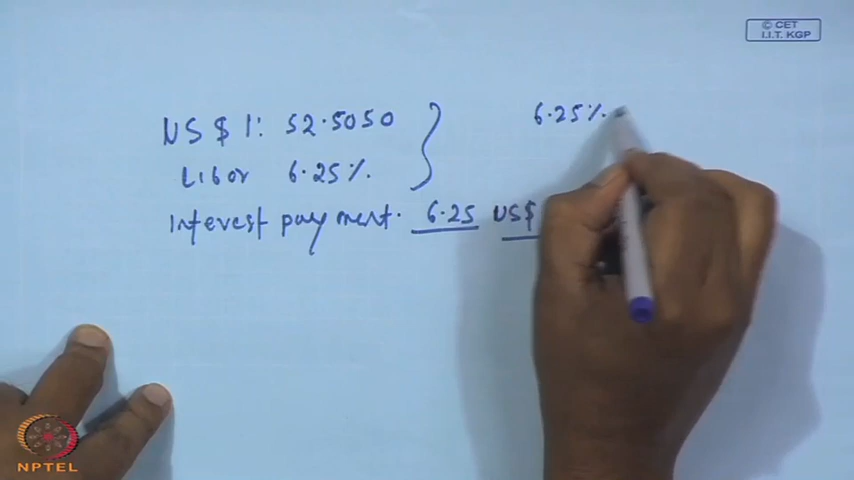 © CET
I.I.T. KGP
US $ 1: 52.5050
6.25%.
Libor 6.25%.
Interest payment. 6.25 US$
NPTEL